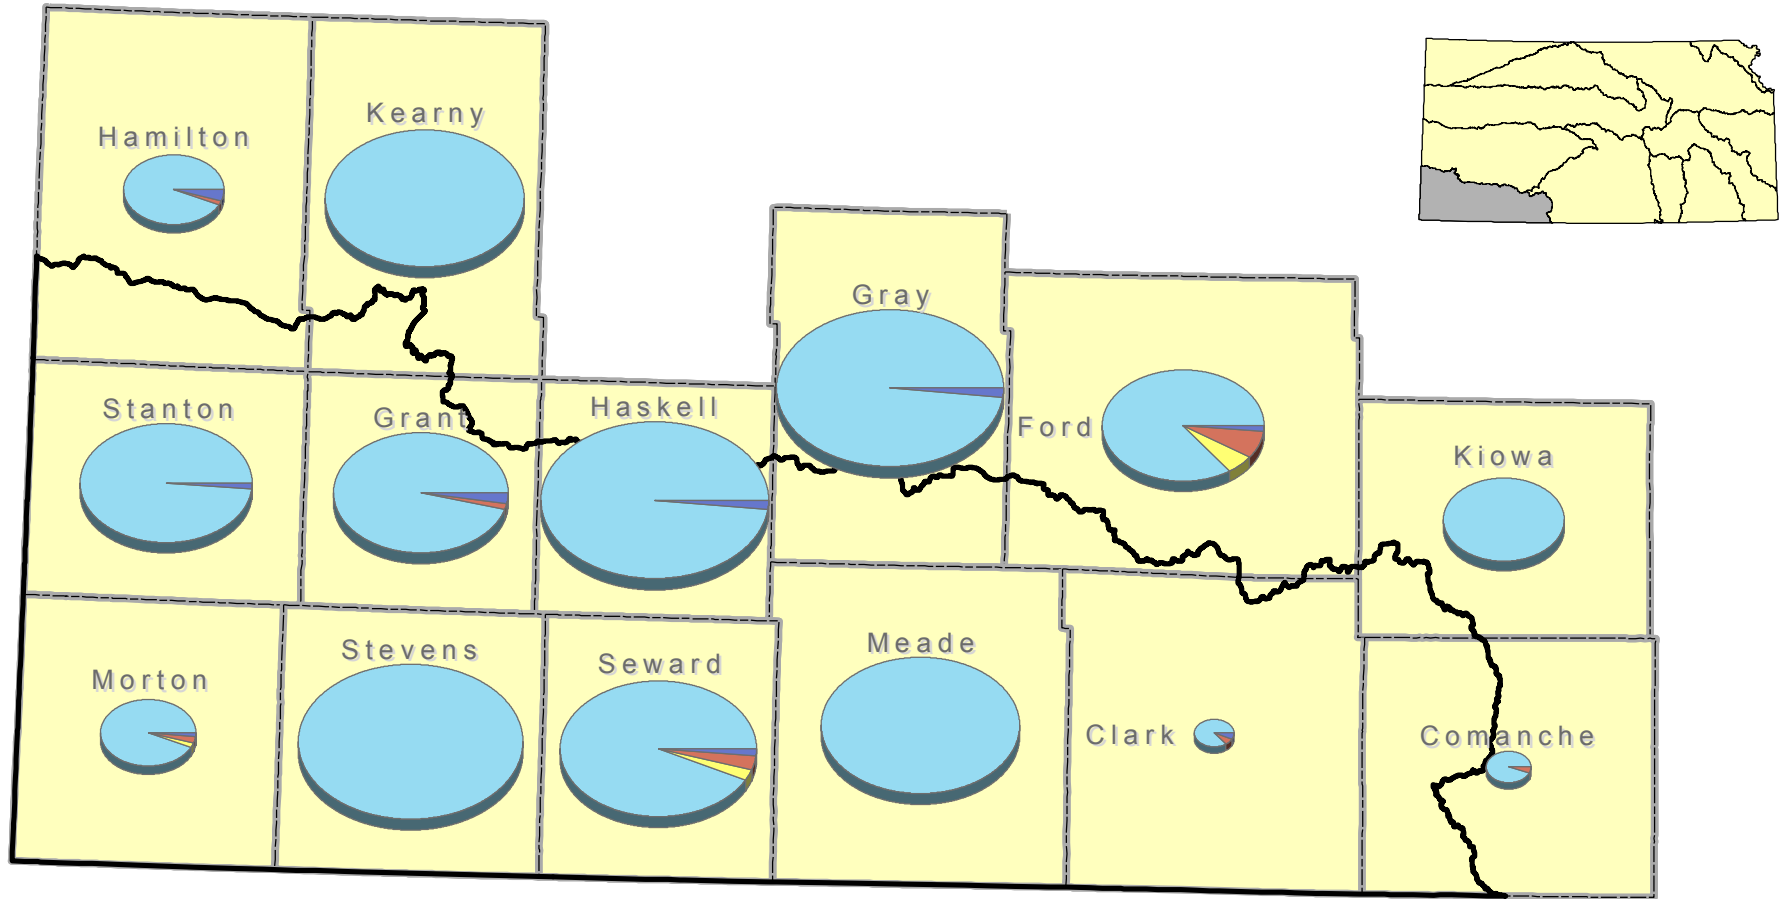 Hamilton
Kearny
Gray
Stanton
Grant
Haskell
Ford
Kiowa
Morton
Stevens
Seward
Meade
Clark
Comanche